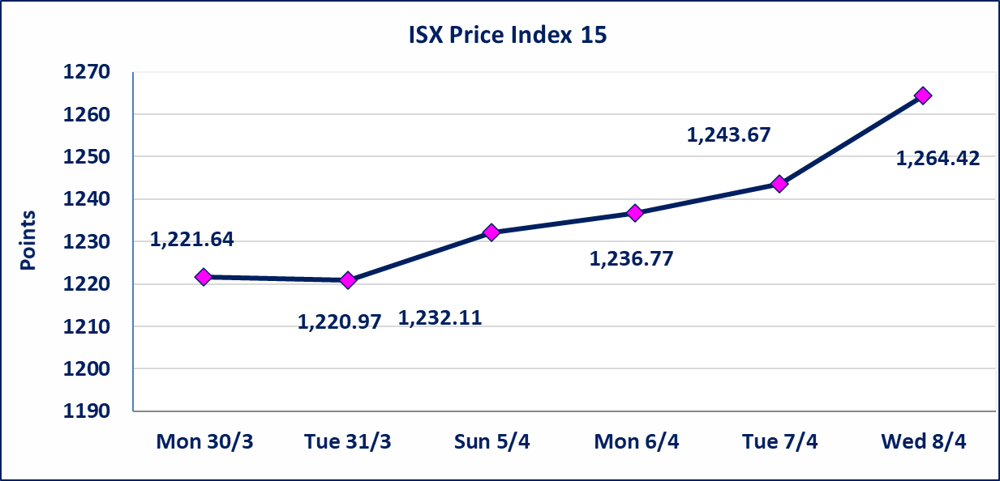 ISX Price Index 15
1270
1260
1250
1240
1230
1220
1210
1200
1190
Points
1,221.64
1,220.97
1,232.11
1,236.77
1,243.67
1,264.42
Mon 30/3
Tue 31/3
Sun 5/4
Mon 6/4
Tue 7/4
Wed 8/4